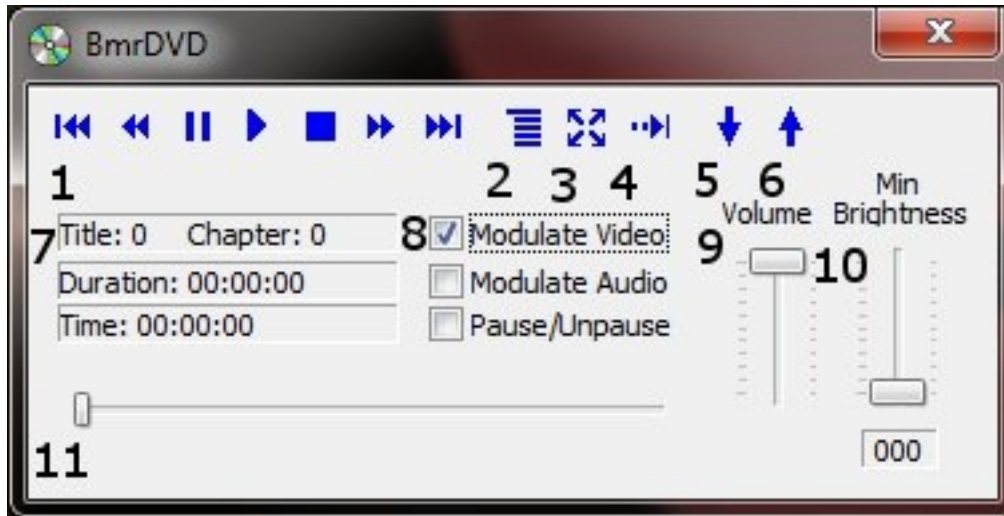 BmrDVD
1 2 3 4 5 6 Min
Volume Brightness
7 Title: 0 Chapter: 0 8 Modulate Video 9 10
Duration: 00:00:00 Modulate Audio
Time: 00:00:00 Pause/Unpause
11 000